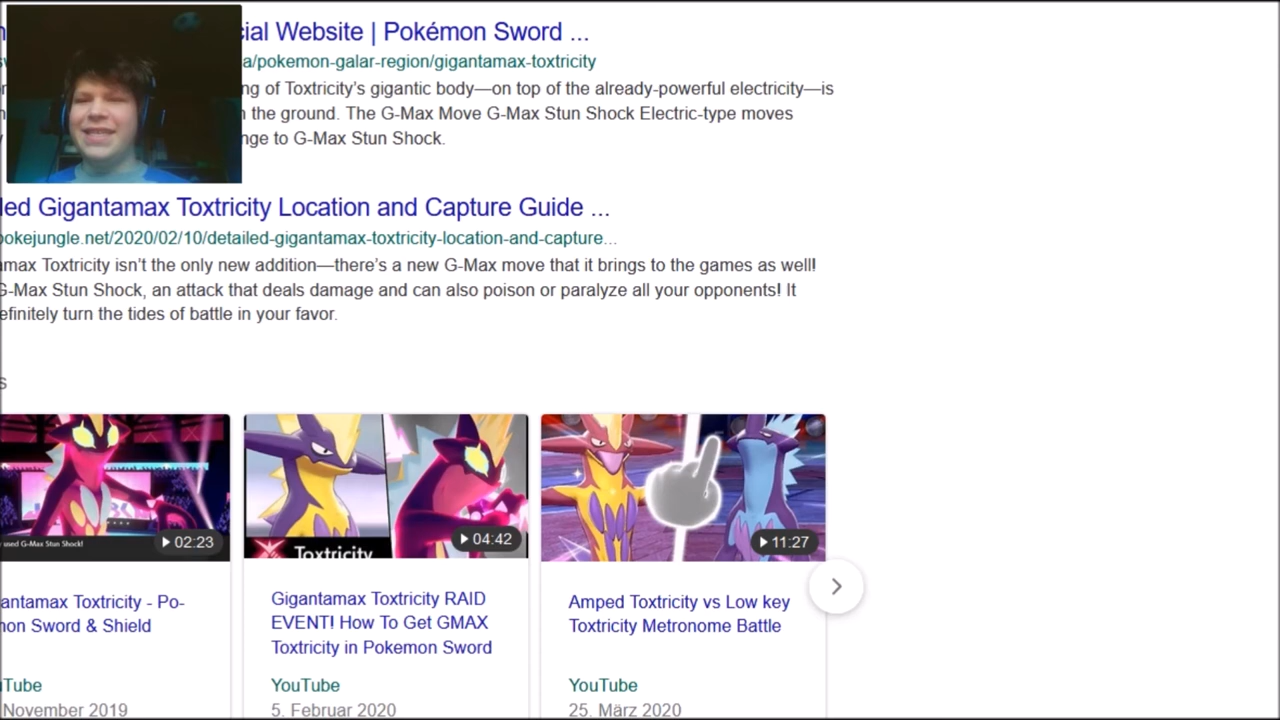 cial Website | Pokémon Sword ...
a/pokemon-galar-region/gigantamax-toxtricity
ng of Toxtricity's gigantic body—on top of the already-powerful electricity—is
the ground. The G-Max Move G-Max Stun Shock Electric-type moves
nge to G-Max Stun Shock.
led Gigantamax Toxtricity Location and Capture Guide ...
pokejungle.net/2020/02/10/detailed-gigantamax-toxtricity-location-and-capture...
amax Toxtricity isn't the only new addition—there's a new G-Max move that it brings to the games as well!
G-Max Stun Shock, an attack that deals damage and can also poison or paralyze all your opponents! It
efinitely turn the tides of battle in your favor.
s
used G-Max Stun Shock!
02:23
Toxtricity
04:42
11:27
antamax Toxtricity - Po-
mon Sword & Shield
uTube
November 2019
Gigantamax Toxtricity RAID
EVENT! How To Get GMAX
Toxtricity in Pokemon Sword
YouTube
5. Februar 2020
Amped Toxtricity vs Low key
Toxtricity Metronome Battle
YouTube
25. März 2020